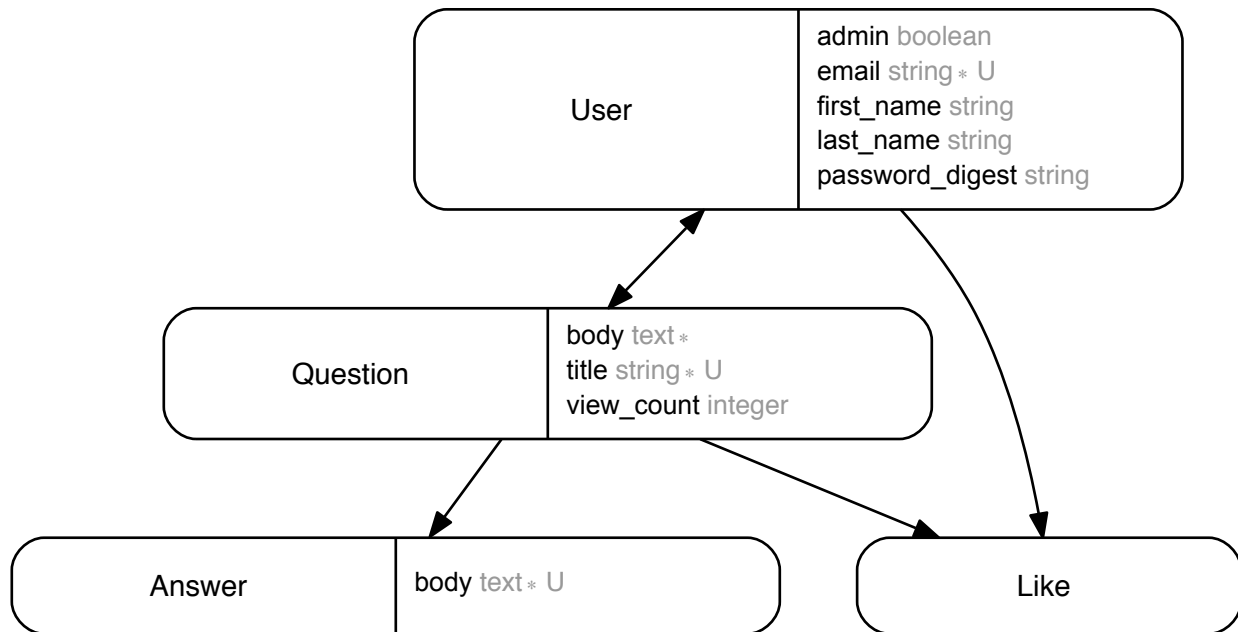 User
admin boolean
email string ∗ U
first_name string
last_name string
password_digest string
Question
body text ∗
title string ∗ U
view_count integer
Answer
body text ∗ U
Like